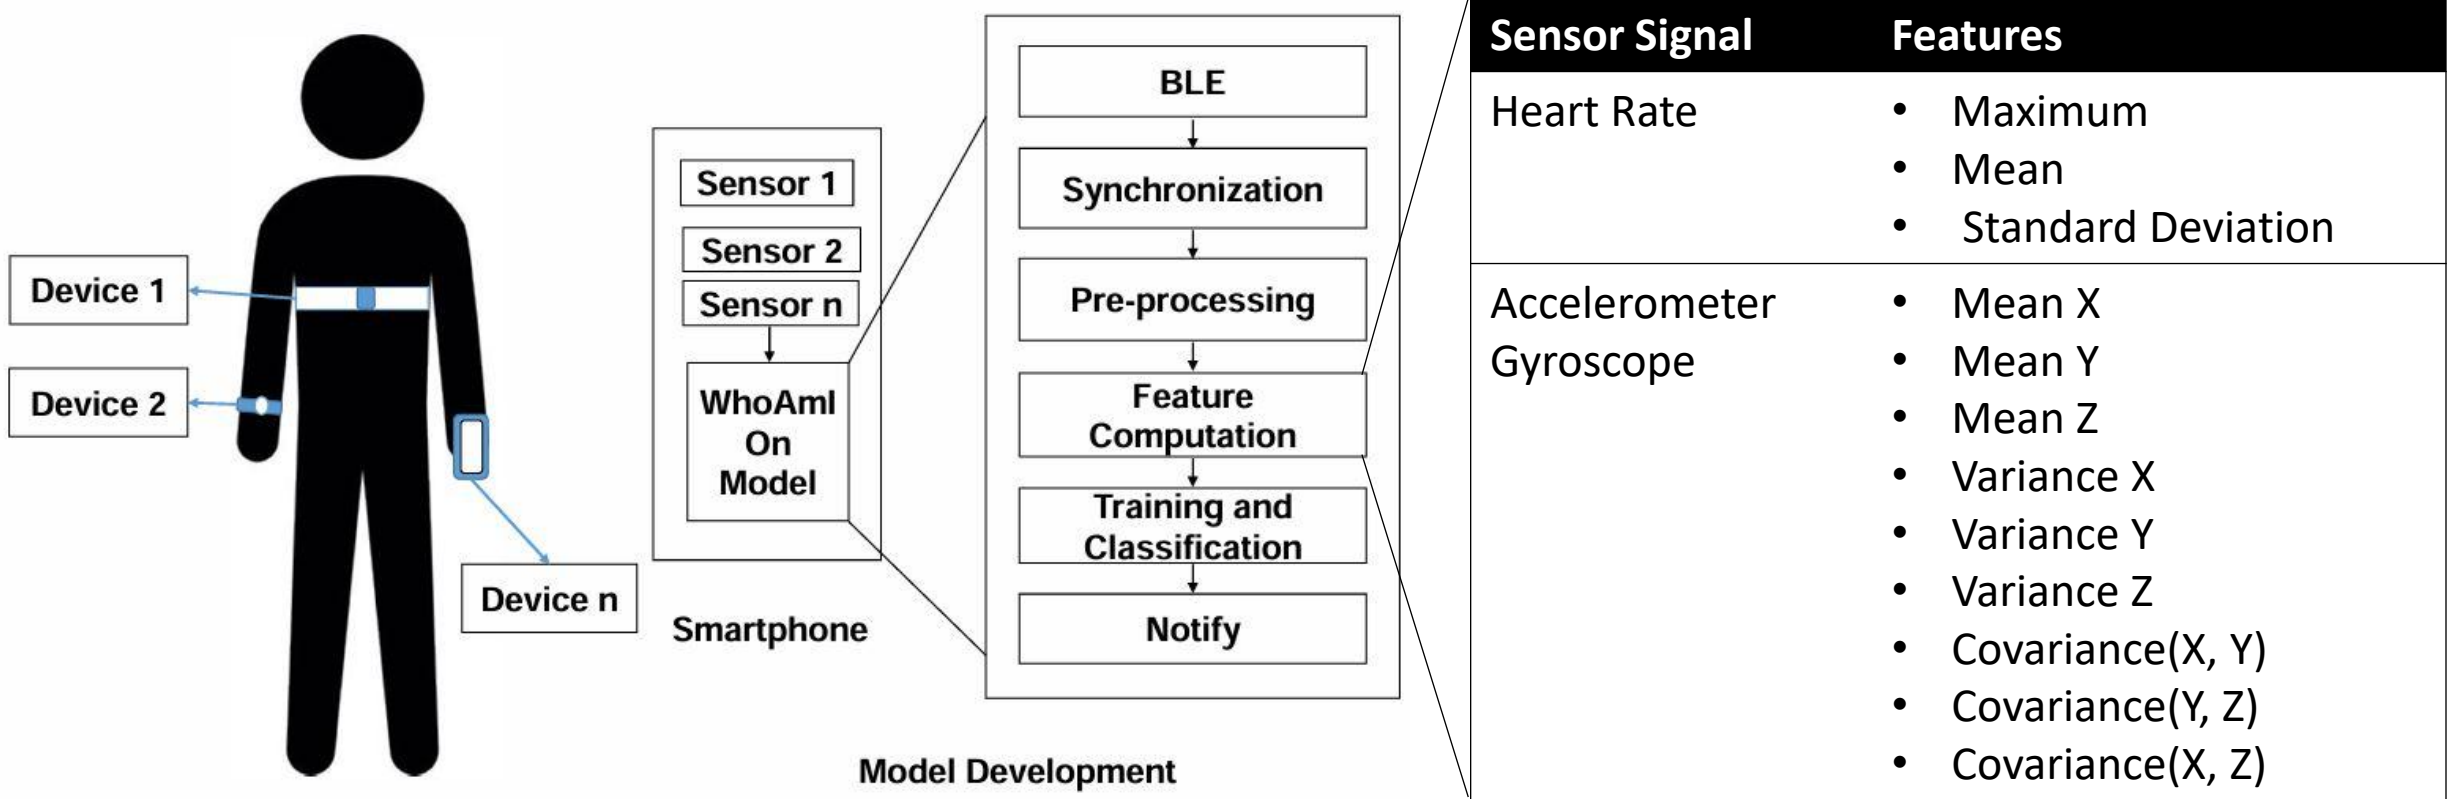 Device 1
Device 2
Device n
Sensor 1
Sensor 2
Sensor n
WhoAmI
On
Model
Smartphone
BLE
Synchronization
Pre-processing
Feature
Computation
Training and
Classification
Notify
Model Development
Sensor Signal Features
Heart Rate
• Maximum
• Mean
• Standard Deviation
Accelerometer
Gyroscope
• Mean X
• Mean Y
• Mean Z
• Variance X
• Variance Y
• Variance Z
• Covariance(X, Y)
• Covariance(Y, Z)
• Covariance(X, Z)